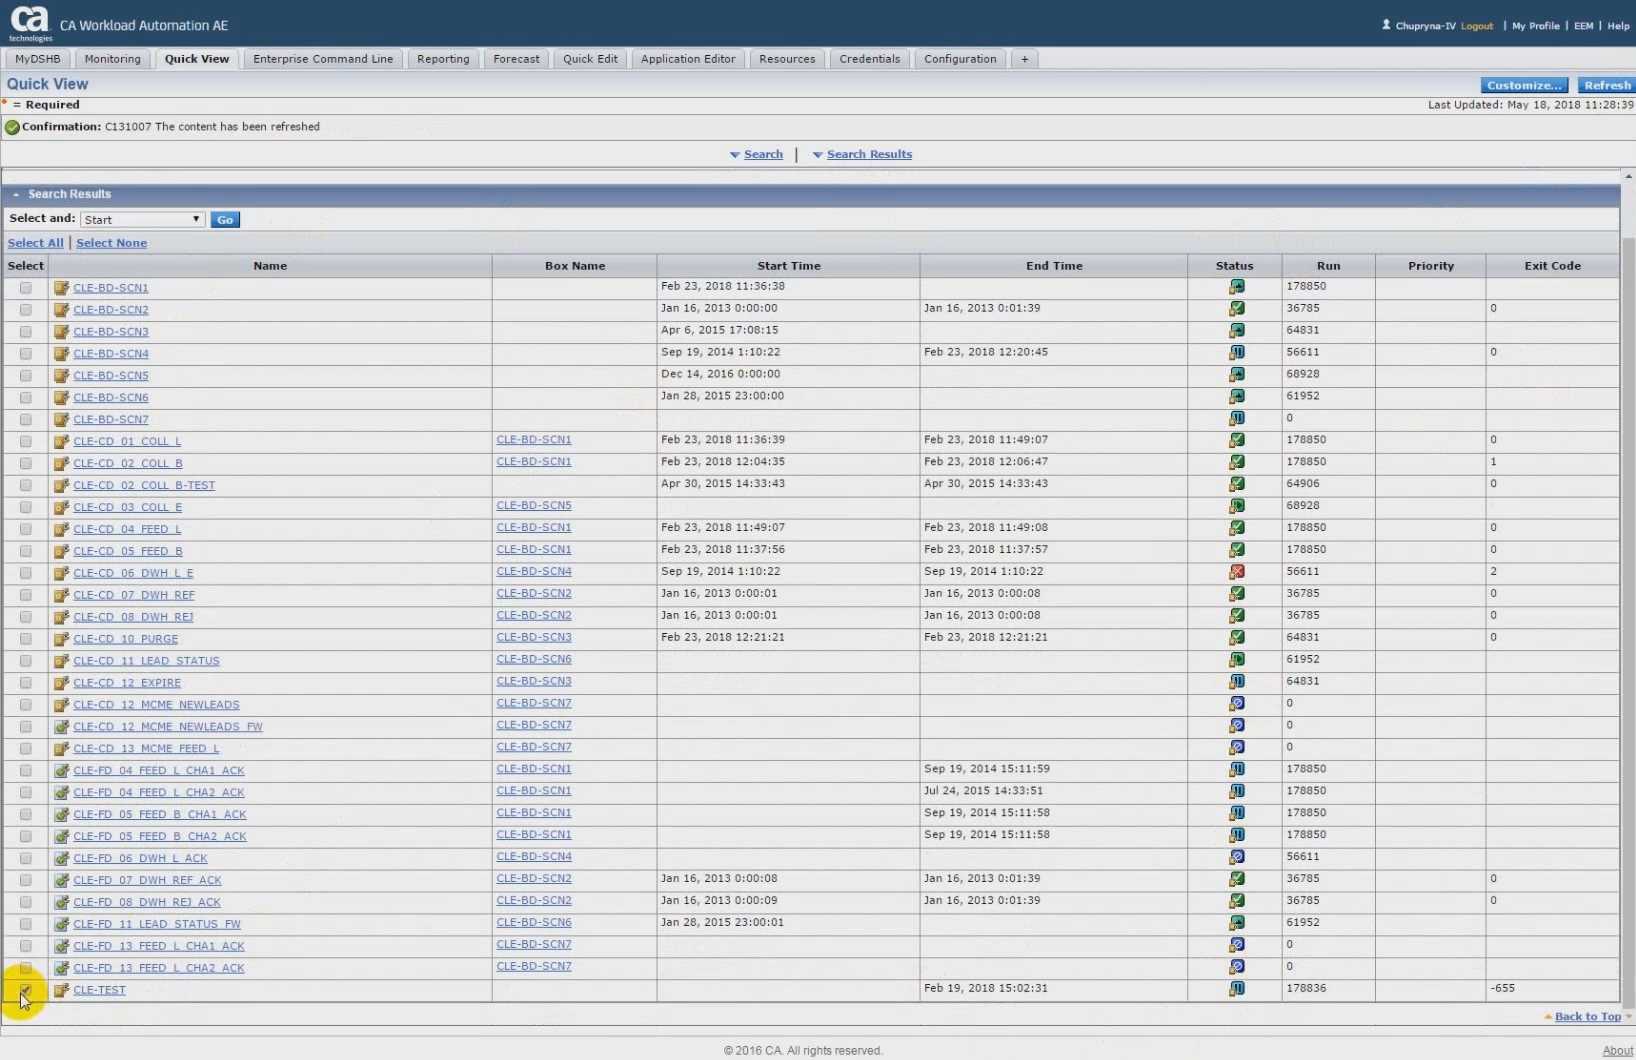 ca
technologies
CA Workload Automation AE
Chupryna-IV Logout | My Profile | EEM | Help
MyDSHB Monitoring Quick View Enterprise Command Line Reporting Forecast Quick Edit Application Editor Resources Credentials Configuration +
Quick View Customize... Refresh
* = Required Last Updated: May 18, 2018 11:28:39
Confirmation: C131007 The content has been refreshed
Search | Search Results
Search Results
Select and: Start Go
Select All | Select None
Select Name Box Name Start Time End Time Status Run Priority Exit Code
CLE-BD-SCN1 Feb 23, 2018 11:36:38 178850
CLE-BD-SCN2 Jan 16, 2013 0:00:00 Jan 16, 2013 0:01:39 36785 0
CLE-BD-SCN3 Apr 6, 2015 17:08:15 64831
CLE-BD-SCN4 Sep 19, 2014 1:10:22 Feb 23, 2018 12:20:45 56611 0
CLE-BD-SCN5 Dec 14, 2016 0:00:00 68928
CLE-BD-SCN6 Jan 28, 2015 23:00:00 61952
CLE-BD-SCN7 0
CLE-CD_01_COLL_L CLE-BD-SCN1 Feb 23, 2018 11:36:39 Feb 23, 2018 11:49:07 178850 0
CLE-CD_02_COLL_B CLE-BD-SCN1 Feb 23, 2018 12:04:35 Feb 23, 2018 12:06:47 178850 1
CLE-CD_02_COLL_B-TEST Apr 30, 2015 14:33:43 Apr 30, 2015 14:33:43 64906 0
CLE-CD_03_COLL_E CLE-BD-SCN5 68928
CLE-CD_04_FEED_L CLE-BD-SCN1 Feb 23, 2018 11:49:07 Feb 23, 2018 11:49:08 178850 0
CLE-CD_05_FEED_B CLE-BD-SCN1 Feb 23, 2018 11:37:56 Feb 23, 2018 11:37:57 178850 0
CLE-CD_06_DWH_L_E CLE-BD-SCN4 Sep 19, 2014 1:10:22 Sep 19, 2014 1:10:22 56611 2
CLE-CD_07_DWH_REF CLE-BD-SCN2 Jan 16, 2013 0:00:01 Jan 16, 2013 0:00:08 36785 0
CLE-CD_08_DWH_REJ CLE-BD-SCN2 Jan 16, 2013 0:00:01 Jan 16, 2013 0:00:08 36785 0
CLE-CD_10_PURGE CLE-BD-SCN3 Feb 23, 2018 12:21:21 Feb 23, 2018 12:21:21 64831 0
CLE-CD_11_LEAD_STATUS CLE-BD-SCN6 61952
CLE-CD_12_EXPIRE CLE-BD-SCN3 64831
CLE-CD_12_MCME_NEWLEADS CLE-BD-SCN7 0
CLE-CD_12_MCME_NEWLEADS_FW CLE-BD-SCN7 0
CLE-CD_13_MCME_FEED_L CLE-BD-SCN7 0
CLE-FD_04_FEED_L_CHA1_ACK CLE-BD-SCN1 Sep 19, 2014 15:11:59 178850
CLE-FD_04_FEED_L_CHA2_ACK CLE-BD-SCN1 Jul 24, 2015 14:33:51 178850
CLE-FD_05_FEED_B_CHA1_ACK CLE-BD-SCN1 Sep 19, 2014 15:11:58 178850
CLE-FD_05_FEED_B_CHA2_ACK CLE-BD-SCN1 Sep 19, 2014 15:11:58 178850
CLE-FD_06_DWH_L_ACK CLE-BD-SCN4 56611
CLE-FD_07_DWH_REF_ACK CLE-BD-SCN2 Jan 16, 2013 0:00:08 Jan 16, 2013 0:01:39 36785 0
CLE-FD_08_DWH_REJ_ACK CLE-BD-SCN2 Jan 16, 2013 0:00:09 Jan 16, 2013 0:01:39 36785 0
CLE-FD_11_LEAD_STATUS_FW CLE-BD-SCN6 Jan 28, 2015 23:00:01 61952
CLE-FD_13_FEED_L_CHA1_ACK CLE-BD-SCN7 0
CLE-FD_13_FEED_L_CHA2_ACK CLE-BD-SCN7 0
CLE-TEST Feb 19, 2018 15:02:31 178836 -655
Back to Top
© 2016 CA. All rights reserved. About